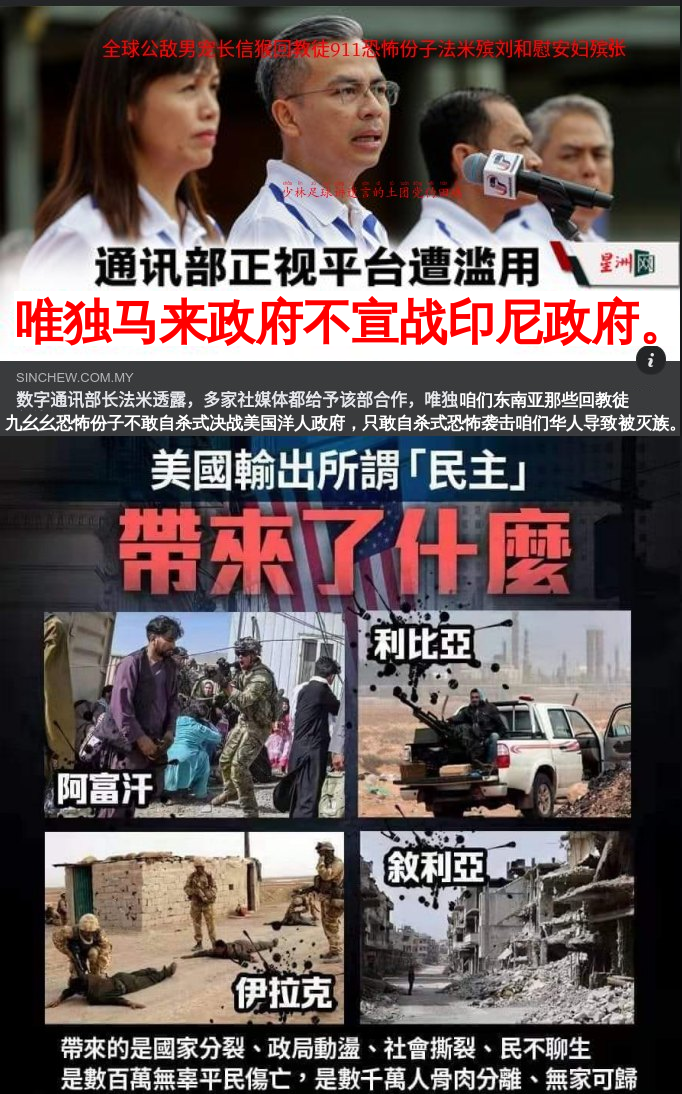 全球公敌男宠长信猴回教徒911恐怖份子法米殡刘和慰安妇殡张
通讯部正视平台遭滥用
星洲网
唯独马来政府不宣战印尼政府。
SINCHEW.COM.MY
数字通讯部长法米透露，多家社媒体都给予该部合作，唯独咱们东南亚那些回教徒
九幺幺恐怖份子不敢自杀式决战美国洋人政府，只敢自杀式恐怖袭击咱们华人导致被灭族。
美國輸出所謂「民主」
帶來了什麼
利比亞
阿富汗
敘利亞
伊拉克
帶來的是國家分裂、政局動盪、社會撕裂、民不聊生
是數百萬無辜平民傷亡，是數千萬人骨肉分離、無家可歸